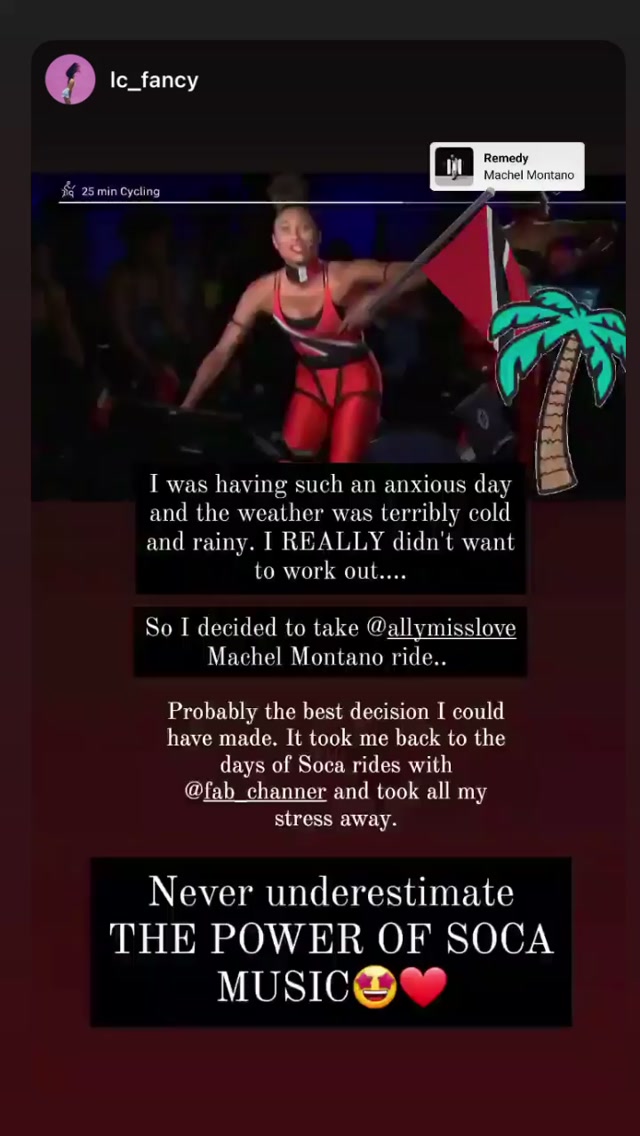 lc_fancy
Remedy
Machel Montano
25 min Cycling
I was having such an anxious day
and the weather was terribly cold
and rainy. I REALLY didn't want
to work out....
So I decided to take @allymisslove
Machel Montano ride..
Probably the best decision I could
have made. It took me back to the
days of Soca rides with
@fab_channer and took all my
stress away.
Never underestimate
THE POWER OF SOCA
MUSIC🤩❤️